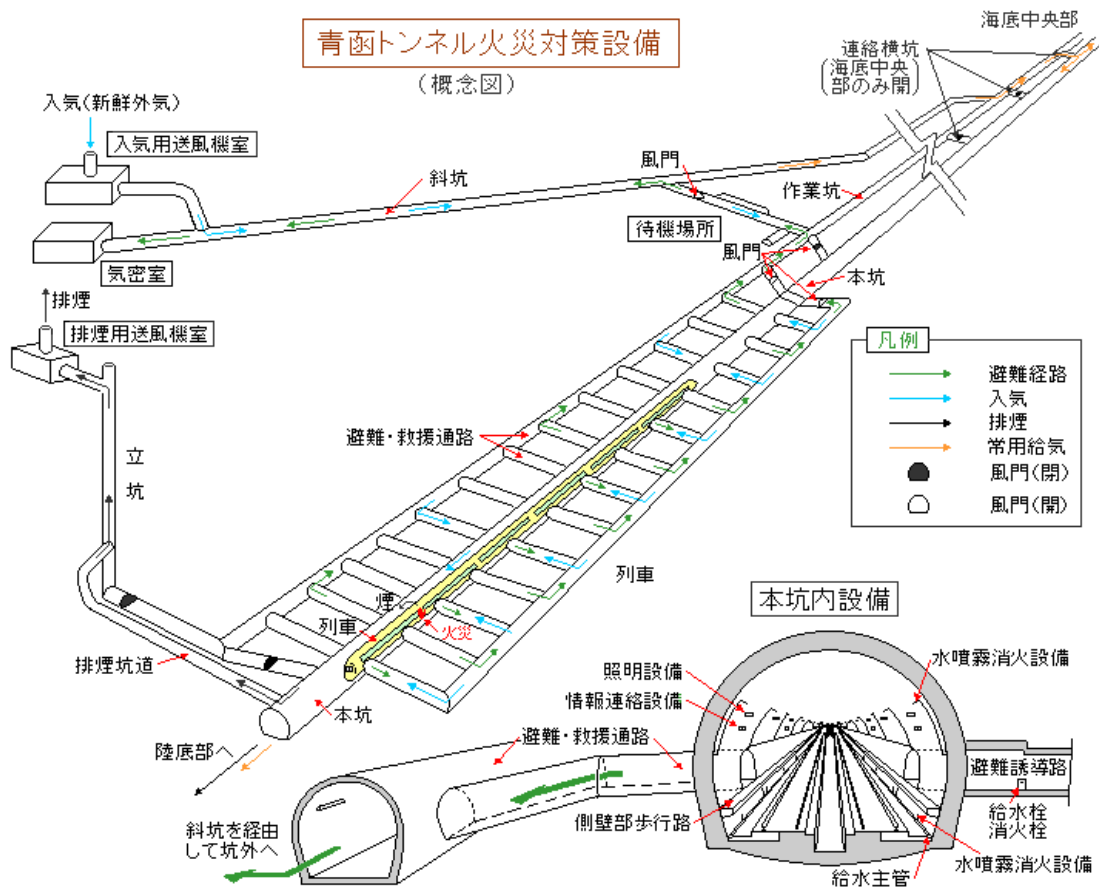 青函トンネル火災対策設備
(概念図)
海底中央部
連絡横坑
(海底中央
部のみ開)
入気(新鮮外気)
入気用送風機室
斜坑
風門
作業坑
待機場所
気密室
風門
本坑
排煙
排煙用送風機室
凡例
避難経路
入気
排煙
常用給気
風門(閉)
風門(開)
避難・救援通路
立
坑
列車
煙
火災
列車
排煙坑道
本坑
陸底部へ
斜坑を経由
して坑外へ
避難・救援通路
本坑内設備
照明設備
情報連絡設備
水噴霧消火設備
避難誘導路
給水栓
消火栓
側壁部歩行路
水噴霧消火設備
給水主管